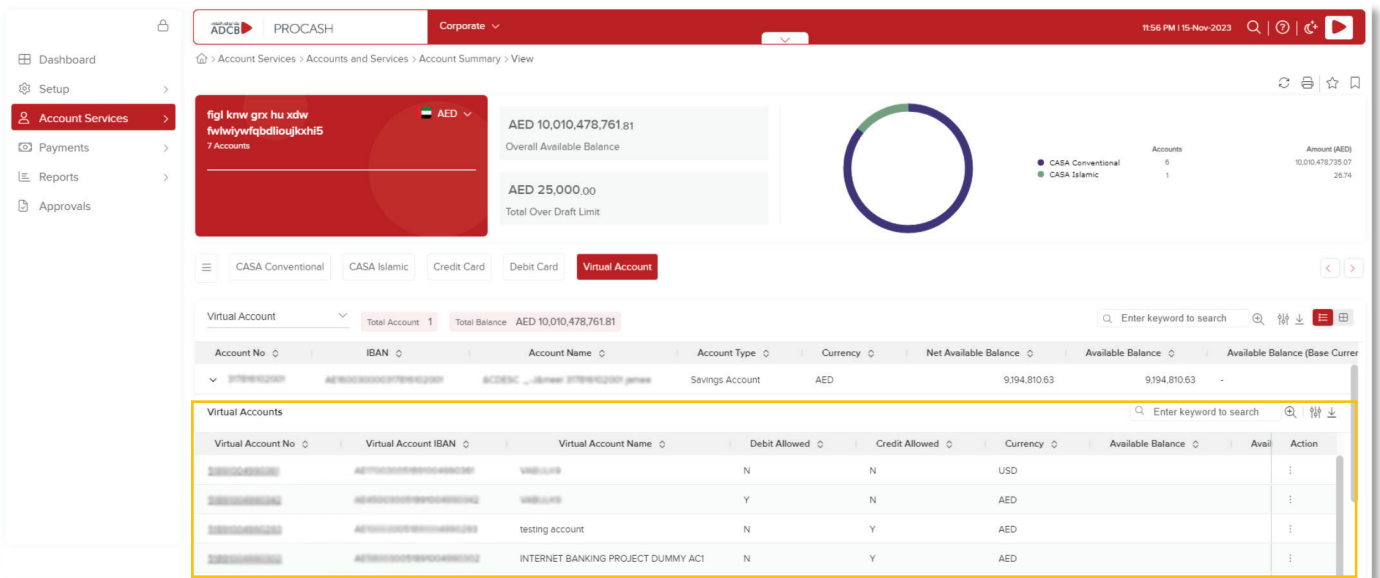 ADCB PROCASH Corporate 11:56 PM | 15-Nov-2023
Dashboard
Setup
Account Services
Payments
Reports
Approvals
> Account Services > Accounts and Services > Account Summary > View
figl knw grx hu xdw
fwlwiywfqbdlioujkxhi5
7 Accounts
AED
AED 10,010,478,761.81
Overall Available Balance
AED 25,000.00
Total Over Draft Limit
Accounts Amount (AED)
CASA Conventional 6 10,010,478,735.07
CASA Islamic 1 26.74
CASA Conventional CASA Islamic Credit Card Debit Card Virtual Account
Virtual Account Total Account 1 Total Balance AED 10,010,478,761.81 Enter keyword to search
Account No IBAN Account Name Account Type Currency Net Available Balance Available Balance Available Balance (Base Curren
Savings Account AED 9,194,810.63 9,194,810.63 -
Virtual Accounts Enter keyword to search
Virtual Account No Virtual Account IBAN Virtual Account Name Debit Allowed Credit Allowed Currency Available Balance Avail Action
N N USD
Y N AED
testing account N Y AED
INTERNET BANKING PROJECT DUMMY AC1 N Y AED